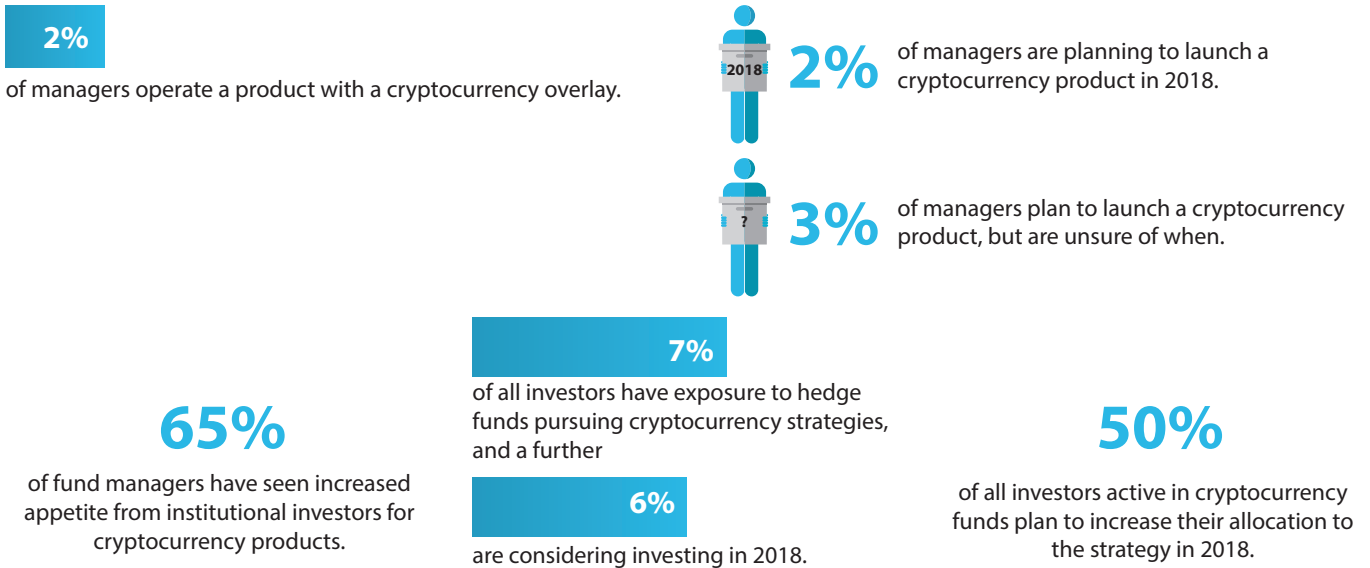 2%
of managers operate a product with a cryptocurrency overlay.
2018
2%
of managers are planning to launch a
cryptocurrency product in 2018.
?
3%
of managers plan to launch a cryptocurrency
product, but are unsure of when.
65%
of fund managers have seen increased
appetite from institutional investors for
cryptocurrency products.
7%
of all investors have exposure to hedge
funds pursuing cryptocurrency strategies,
and a further
6%
are considering investing in 2018.
50%
of all investors active in cryptocurrency
funds plan to increase their allocation to
the strategy in 2018.